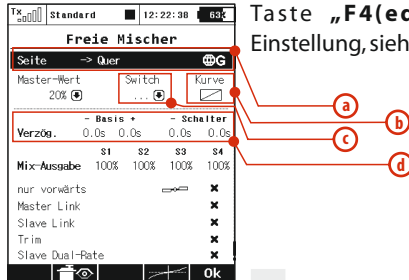 Tx Standard 12:22:38 63%
Freie Mischer
Seite -> Quer G
Master-Wert Switch Kurve
20% ...
- Basis + - Schalter
Verzög. 0.0s 0.0s 0.0s 0.0s
S1 S2 S3 S4
Mix-Ausgabe 100% 100% 100% 100%
nur vorwärts
Master Link
Slave Link
Trim
Slave Dual-Rate
Ok
Taste „F4(ed
Einstellung, sieh
a
b
c
d